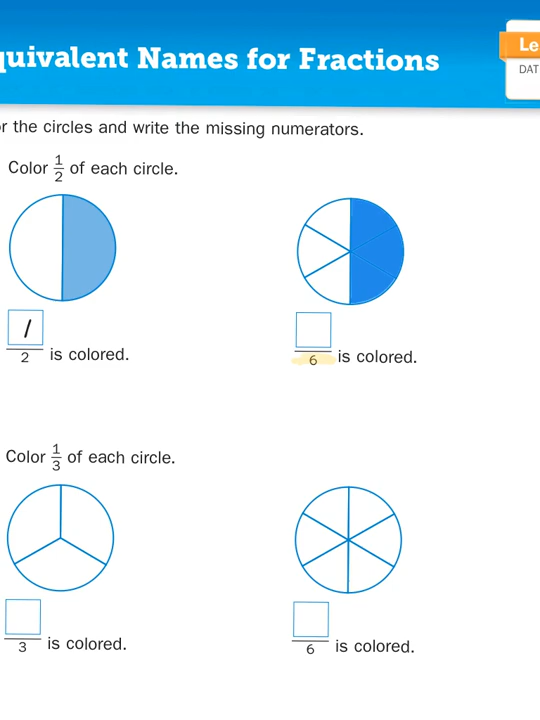 quivalent Names for Fractions
Le
DAT
r the circles and write the missing numerators.
Color 1/2 of each circle.
1/2 is colored.
/6 is colored.
Color 1/3 of each circle.
/3 is colored.
/6 is colored.